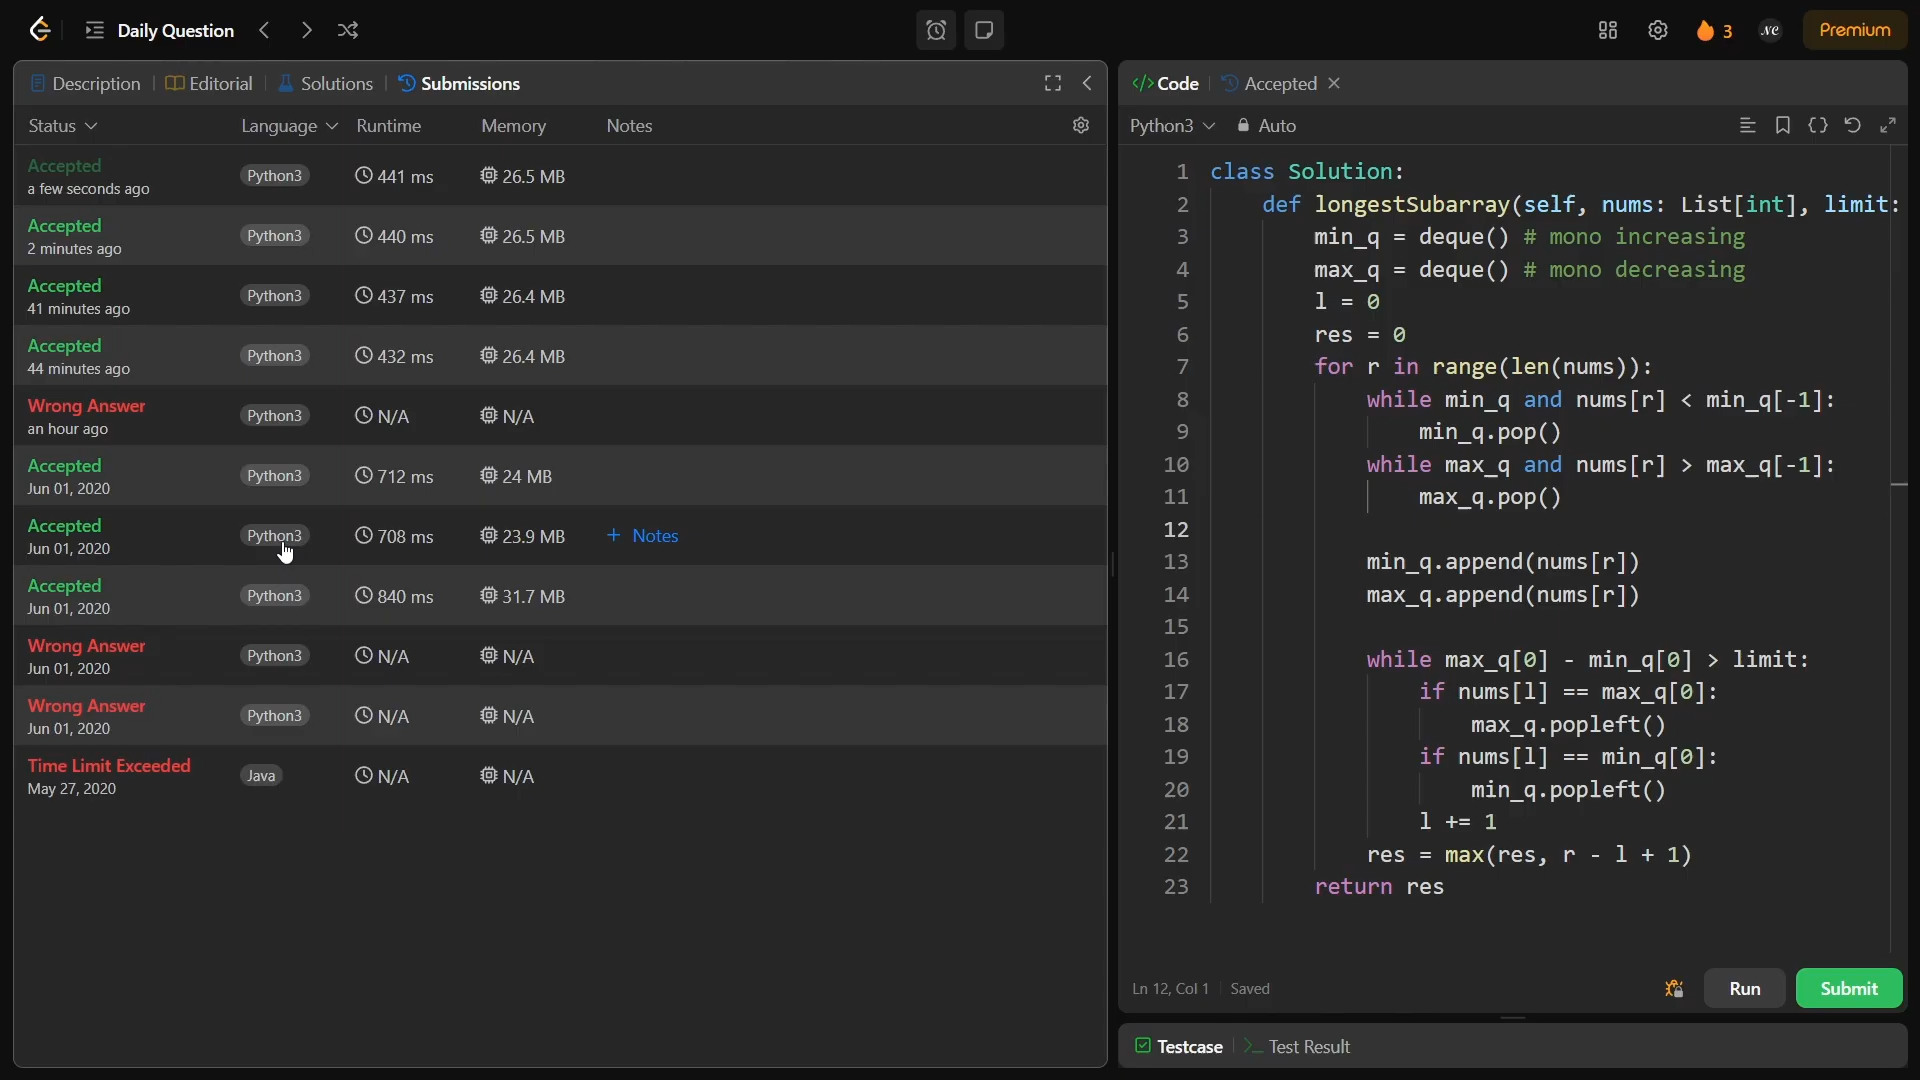 Daily Question
3
Premium
Description
Editorial
Solutions
Submissions
Status
Language
Runtime
Memory
Notes
Accepted
a few seconds ago
Python3
441 ms
26.5 MB
Accepted
2 minutes ago
Python3
440 ms
26.5 MB
Accepted
41 minutes ago
Python3
437 ms
26.4 MB
Accepted
44 minutes ago
Python3
432 ms
26.4 MB
Wrong Answer
an hour ago
Python3
N/A
N/A
Accepted
Jun 01, 2020
Python3
712 ms
24 MB
Accepted
Jun 01, 2020
Python3
708 ms
23.9 MB
+ Notes
Accepted
Jun 01, 2020
Python3
840 ms
31.7 MB
Wrong Answer
Jun 01, 2020
Python3
N/A
N/A
Wrong Answer
Jun 01, 2020
Python3
N/A
N/A
Time Limit Exceeded
May 27, 2020
Java
N/A
N/A
</> Code
Accepted
Python3
Auto
1 class Solution:
2 def longestSubarray(self, nums: List[int], limit:
3 min_q = deque() # mono increasing
4 max_q = deque() # mono decreasing
5 l = 0
6 res = 0
7 for r in range(len(nums)):
8 while min_q and nums[r] < min_q[-1]:
9 min_q.pop()
10 while max_q and nums[r] > max_q[-1]:
11 max_q.pop()
12
13 min_q.append(nums[r])
14 max_q.append(nums[r])
15
16 while max_q[0] - min_q[0] > limit:
17 if nums[l] == max_q[0]:
18 max_q.popleft()
19 if nums[l] == min_q[0]:
20 min_q.popleft()
21 l += 1
22 res = max(res, r - l + 1)
23 return res
Ln 12, Col 1
Saved
Run
Submit
Testcase
Test Result